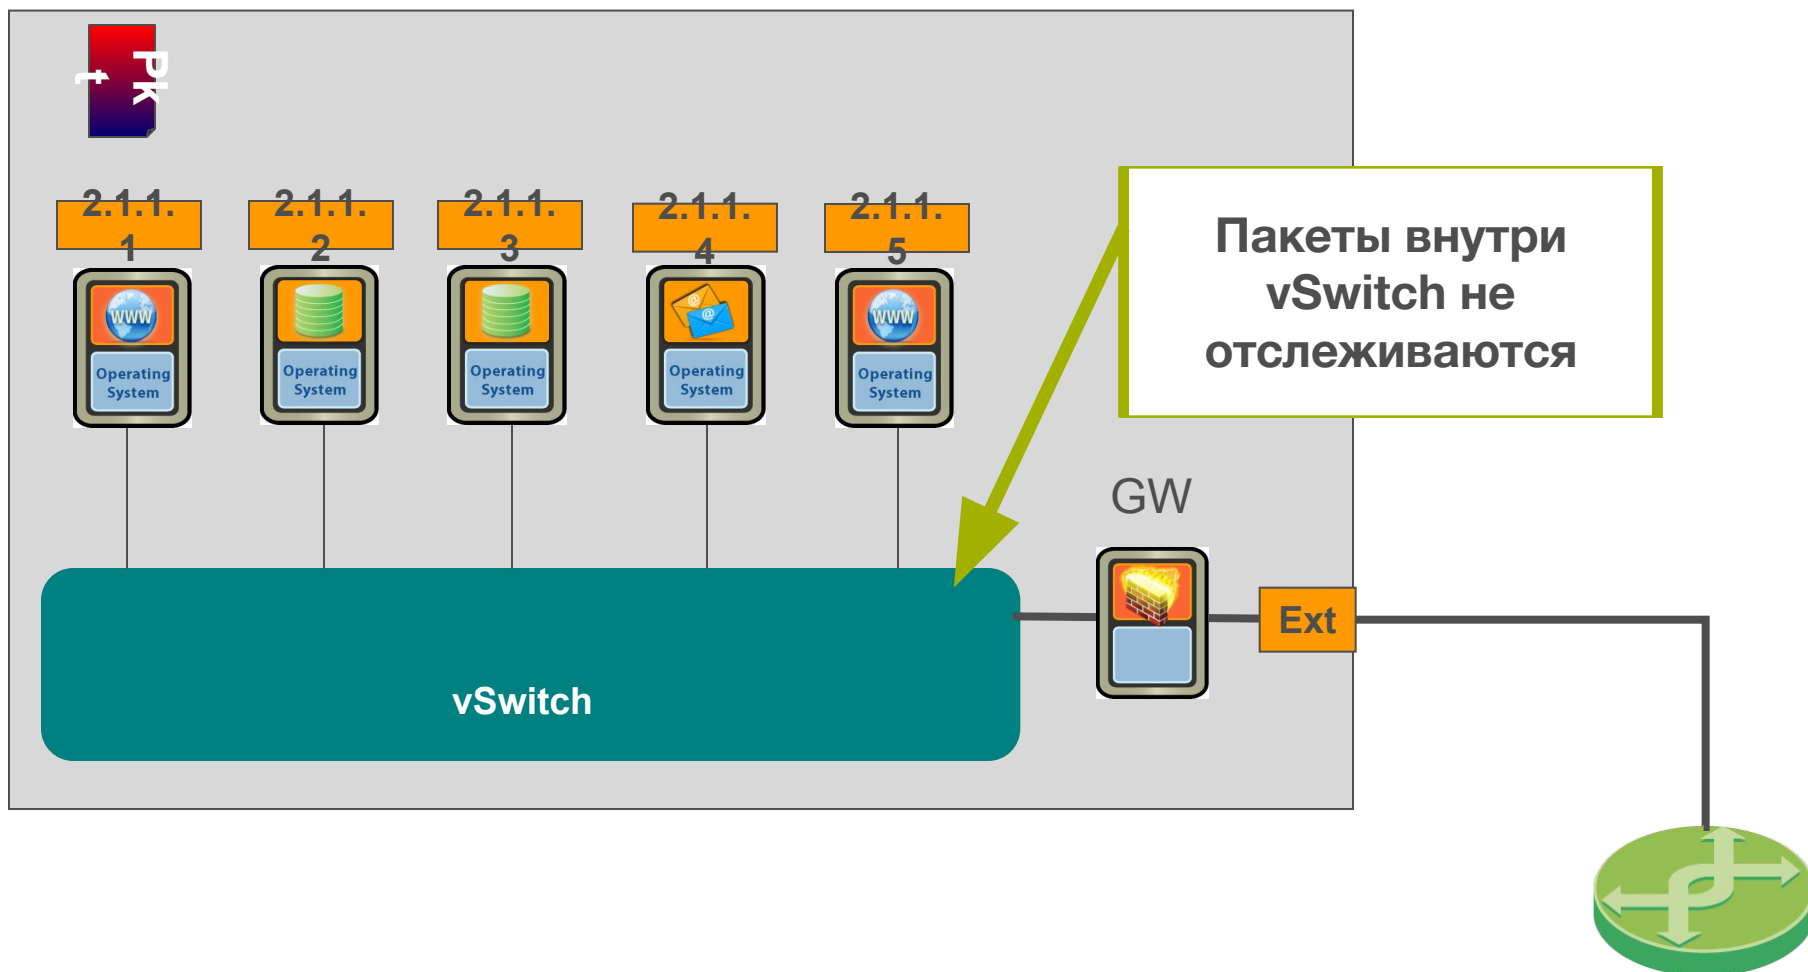 Pk
t
2.1.1.
1
2.1.1.
2
2.1.1.
3
2.1.1.
4
2.1.1.
5
www
Operating
System
Operating
System
Operating
System
@
@
Operating
System
www
Operating
System
Пакеты внутри
vSwitch не
отслеживаются
GW
Ext
vSwitch